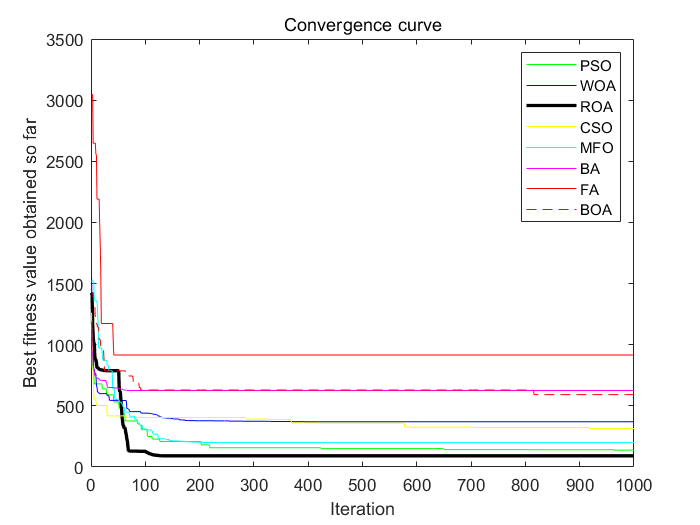 Convergence curve
Best fitness value obtained so far
3500
3000
2500
2000
1500
1000
500
0
0 100 200 300 400 500 600 700 800 900 1000
Iteration
PSO
WOA
ROA
CSO
MFO
BA
FA
BOA